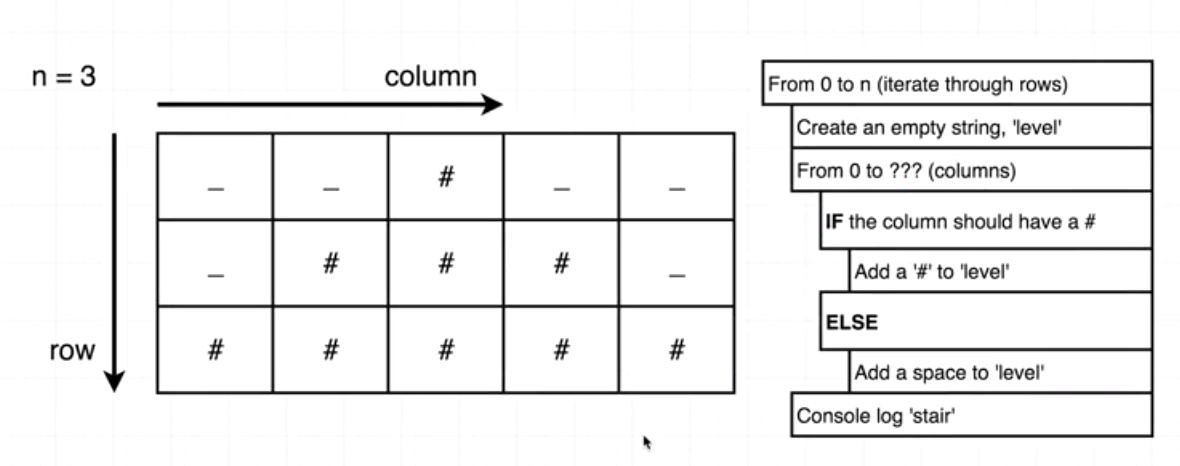 n = 3
column
row
_ _ # _ _
_ # # # _
# # # # #
From 0 to n (iterate through rows)
Create an empty string, 'level'
From 0 to ??? (columns)
IF the column should have a #
Add a '#' to 'level'
ELSE
Add a space to 'level'
Console log 'stair'